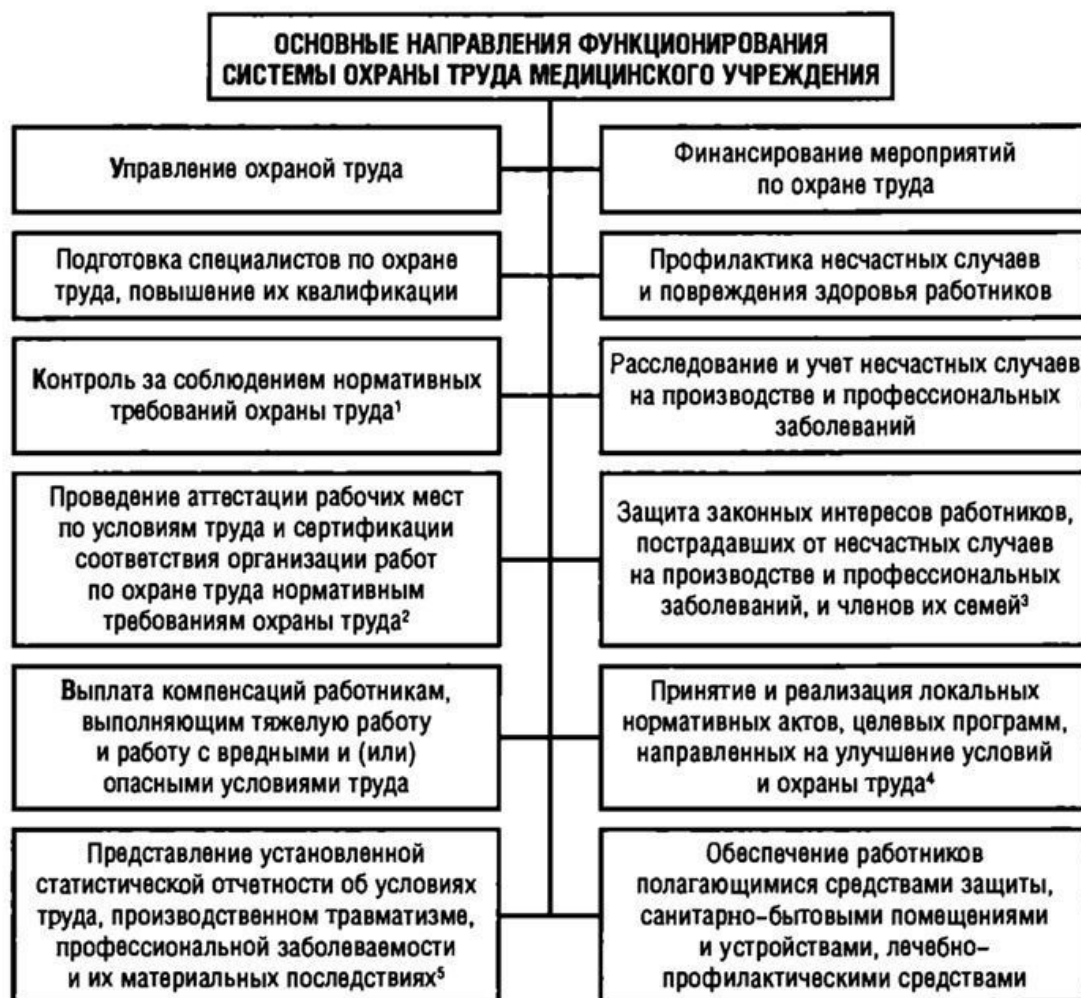 ОСНОВНЫЕ НАПРАВЛЕНИЯ ФУНКЦИОНИРОВАНИЯ
СИСТЕМЫ ОХРАНЫ ТРУДА МЕДИЦИНСКОГО УЧРЕЖДЕНИЯ
Управление охраной труда
Финансирование мероприятий
по охране труда
Подготовка специалистов по охране
труда, повышение их квалификации
Профилактика несчастных случаев
и повреждения здоровья работников
Контроль за соблюдением нормативных
требований охраны труда¹
Расследование и учет несчастных случаев
на производстве и профессиональных
заболеваний
Проведение аттестации рабочих мест
по условиям труда и сертификации
соответствия организации работ
по охране труда нормативным
требованиям охраны труда²
Защита законных интересов работников,
пострадавших от несчастных случаев
на производстве и профессиональных
заболеваний, и членов их семей³
Выплата компенсаций работникам,
выполняющим тяжелую работу
и работу с вредными и (или)
опасными условиями труда
Принятие и реализация локальных
нормативных актов, целевых программ,
направленных на улучшение условий
и охраны труда⁴
Представление установленной
статистической отчетности об условиях
труда, производственном травматизме,
профессиональной заболеваемости
и их материальных последствиях⁵
Обеспечение работников
полагающимися средствами защиты,
санитарно-бытовыми помещениями
и устройствами, лечебно-
профилактическими средствами